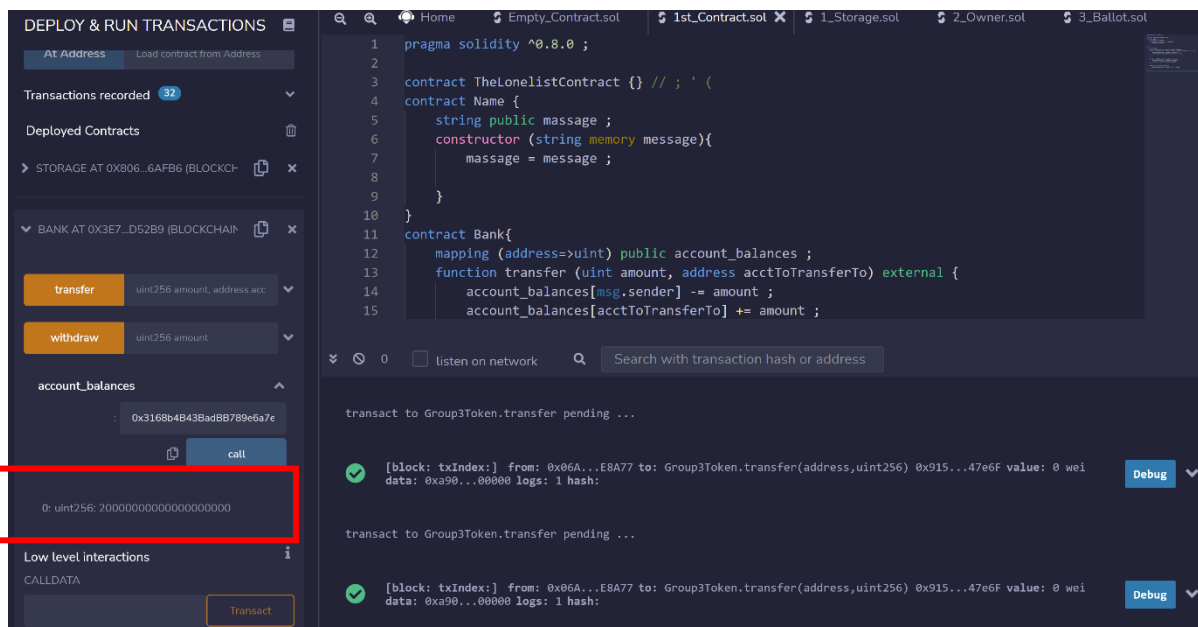 DEPLOY & RUN TRANSACTIONS
At Address Load contract from Address
Transactions recorded 32
Deployed Contracts
STORAGE AT 0X806...6AFB6 (BLOCKCH
BANK AT 0X3E7...D52B9 (BLOCKCHAIN
transfer uint256 amount, address acc
withdraw uint256 amount
account_balances
: 0x3168b4B43BadBB789e6a7e
call
0: uint256: 20000000000000000000
Low level interactions i
CALLDATA
Transact
Home Empty_Contract.sol 1st_Contract.sol 1_Storage.sol 2_Owner.sol 3_Ballot.sol
1 pragma solidity ^0.8.0 ;
2
3 contract TheLonelistContract {} // ; ' (
4 contract Name {
5 string public massage ;
6 constructor (string memory message){
7 massage = message ;
8
9 }
10 }
11 contract Bank{
12 mapping (address=>uint) public account_balances ;
13 function transfer (uint amount, address acctToTransferTo) external {
14 account_balances[msg.sender] -= amount ;
15 account_balances[acctToTransferTo] += amount ;
0 listen on network Search with transaction hash or address
transact to Group3Token.transfer pending ...
[block: txIndex:] from: 0x06A...E8A77 to: Group3Token.transfer(address,uint256) 0x915...47e6F value: 0 wei
data: 0xa90...00000 logs: 1 hash:
Debug
transact to Group3Token.transfer pending ...
[block: txIndex:] from: 0x06A...E8A77 to: Group3Token.transfer(address,uint256) 0x915...47e6F value: 0 wei
data: 0xa90...00000 logs: 1 hash:
Debug